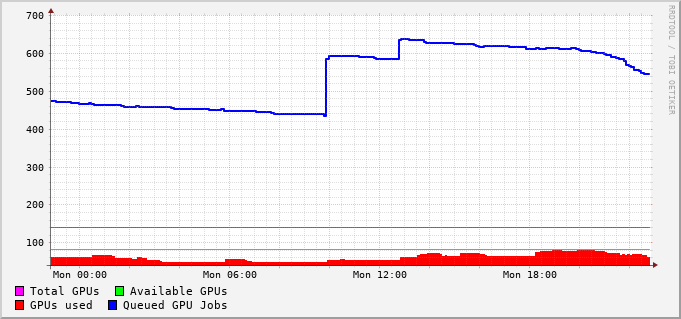 700
600
500
400
300
200
100
Mon 00:00 Mon 06:00 Mon 12:00 Mon 18:00
Total GPUs Available GPUs
GPUs used Queued GPU Jobs
RRDTOOL / TOBI OETIKER